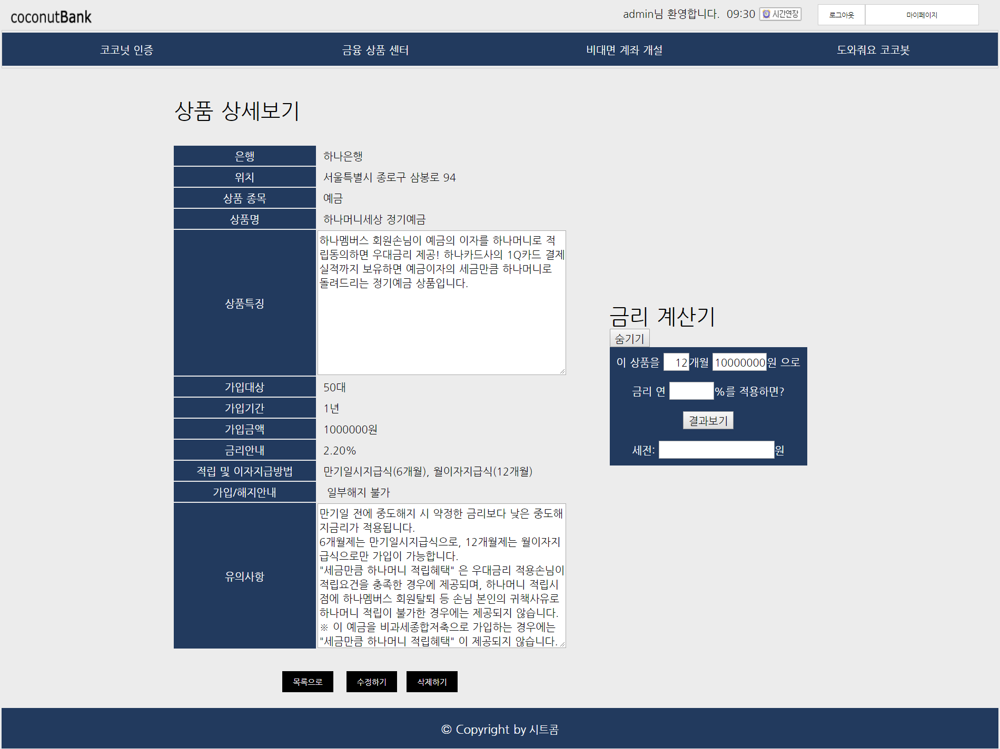 coconutBank
admin님 환영합니다. 09:30 시간연장 로그아웃 마이페이지
코코넛 인증 금융 상품 센터 비대면 계좌 개설 도와줘요 코코봇
상품 상세보기
은행 하나은행
위치 서울특별시 종로구 삼봉로 94
상품 종목 예금
상품명 하나머니세상 정기예금
상품특징
하나멤버스 회원손님이 예금의 이자를 하나머니로 적
립동의하면 우대금리 제공! 하나카드사의 1Q카드 결제
실적까지 보유하면 예금이자의 세금만큼 하나머니로
돌려드리는 정기예금 상품입니다.
가입대상 50대
가입기간 1년
가입금액 1000000원
금리안내 2.20%
적립 및 이자지급방법 만기일시지급식(6개월), 월이자지급식(12개월)
가입/해지안내 일부해지 불가
유의사항
만기일 전에 중도해지 시 약정한 금리보다 낮은 중도해
지금리가 적용됩니다.
6개월제는 만기일시지급식으로, 12개월제는 월이자지
급식으로만 가입이 가능합니다.
"세금만큼 하나머니 적립혜택" 은 우대금리 적용손님이
적립요건을 충족한 경우에 제공되며, 하나머니 적립시
점에 하나멤버스 회원탈퇴 등 손님 본인의 귀책사유로
하나머니 적립이 불가한 경우에는 제공되지 않습니다.
※ 이 예금을 비과세종합저축으로 가입하는 경우에는
"세금만큼 하나머니 적립혜택" 이 제공되지 않습니다.
금리 계산기
숨기기
이 상품을 12개월 10000000원 으로
금리 연 %를 적용하면?
결과보기
세전: 원
목록으로 수정하기 삭제하기
© Copyright by 시트콤